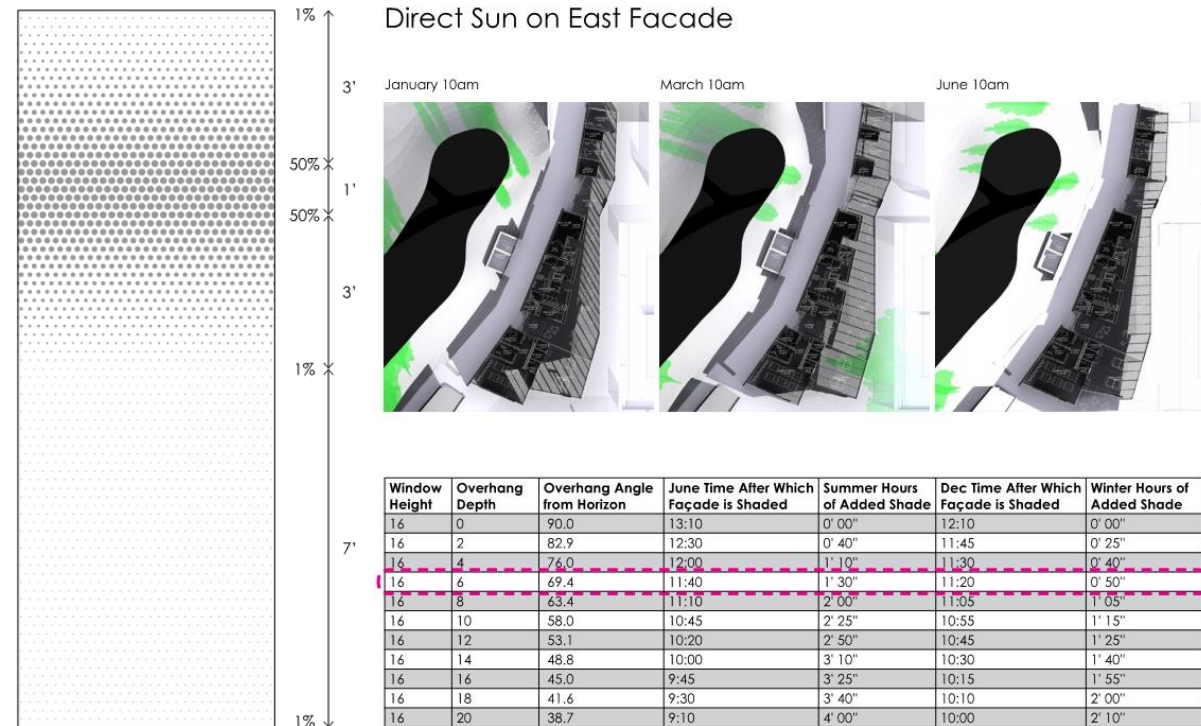 Direct Sun on East Facade
1%
3'
50%
1'
50%
3'
1%
7'
1%
January 10am
March 10am
June 10am
Window Height Overhang Depth Overhang Angle from Horizon June Time After Which Façade is Shaded Summer Hours of Added Shade Dec Time After Which Façade is Shaded Winter Hours of Added Shade
16 0 90.0 13:10 0' 00" 12:10 0' 00"
16 2 82.9 12:30 0' 40" 11:45 0' 25"
16 4 76.0 12:00 1' 10" 11:30 0' 40"
16 6 69.4 11:40 1' 30" 11:20 0' 50"
16 8 63.4 11:10 2' 00" 11:05 1' 05"
16 10 58.0 10:45 2' 25" 10:55 1' 15"
16 12 53.1 10:20 2' 50" 10:45 1' 25"
16 14 48.8 10:00 3' 10" 10:30 1' 40"
16 16 45.0 9:45 3' 25" 10:15 1' 55"
16 18 41.6 9:30 3' 40" 10:10 2' 00"
16 20 38.7 9:10 4' 00" 10:00 2' 10"